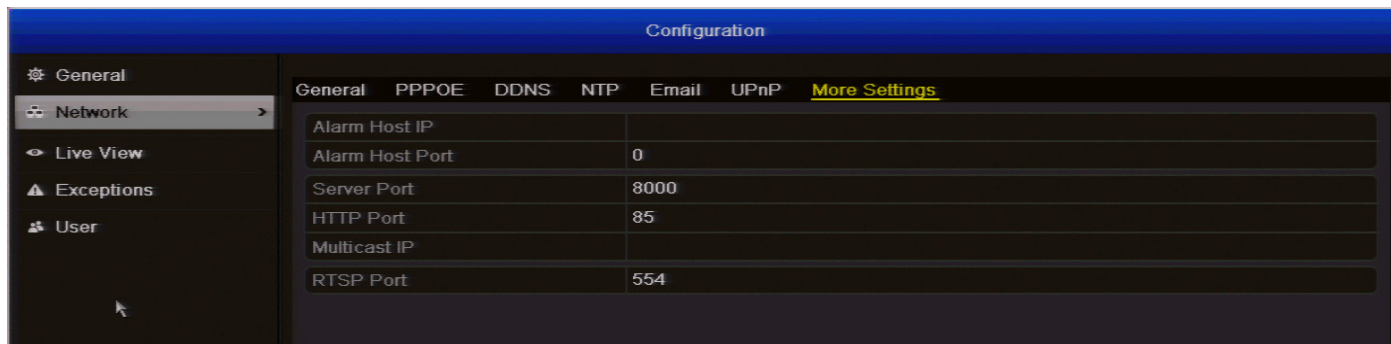 Configuration
General
Network
Live View
Exceptions
User
General PPPOE DDNS NTP Email UPnP More Settings
Alarm Host IP
Alarm Host Port 0
Server Port 8000
HTTP Port 85
Multicast IP
RTSP Port 554